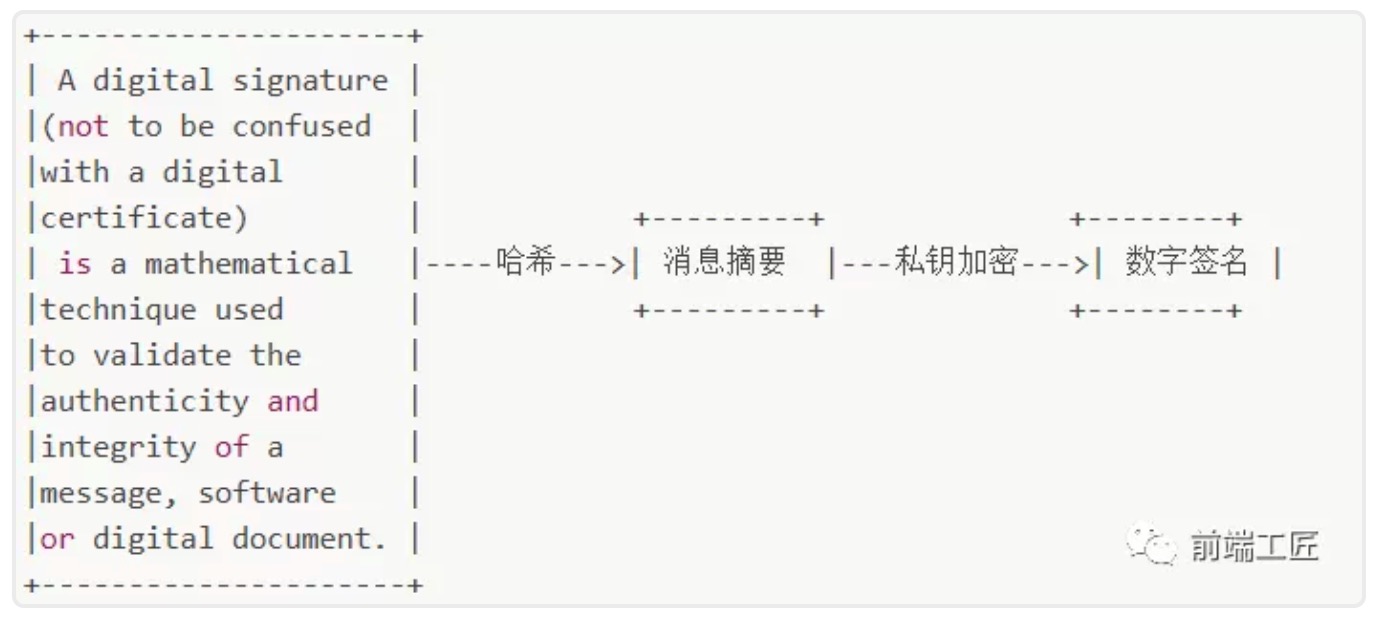 +---------------------+
| A digital signature |
|(not to be confused  |
|with a digital       |
|certificate)         |            +---------+              +--------+
| is a mathematical   |----哈希--->| 消息摘要  |---私钥加密--->| 数字签名 |
|technique used       |            +---------+              +--------+
|to validate the      |
|authenticity and     |
|integrity of a       |
|message, software    |
|or digital document. |
+---------------------+
前端工匠